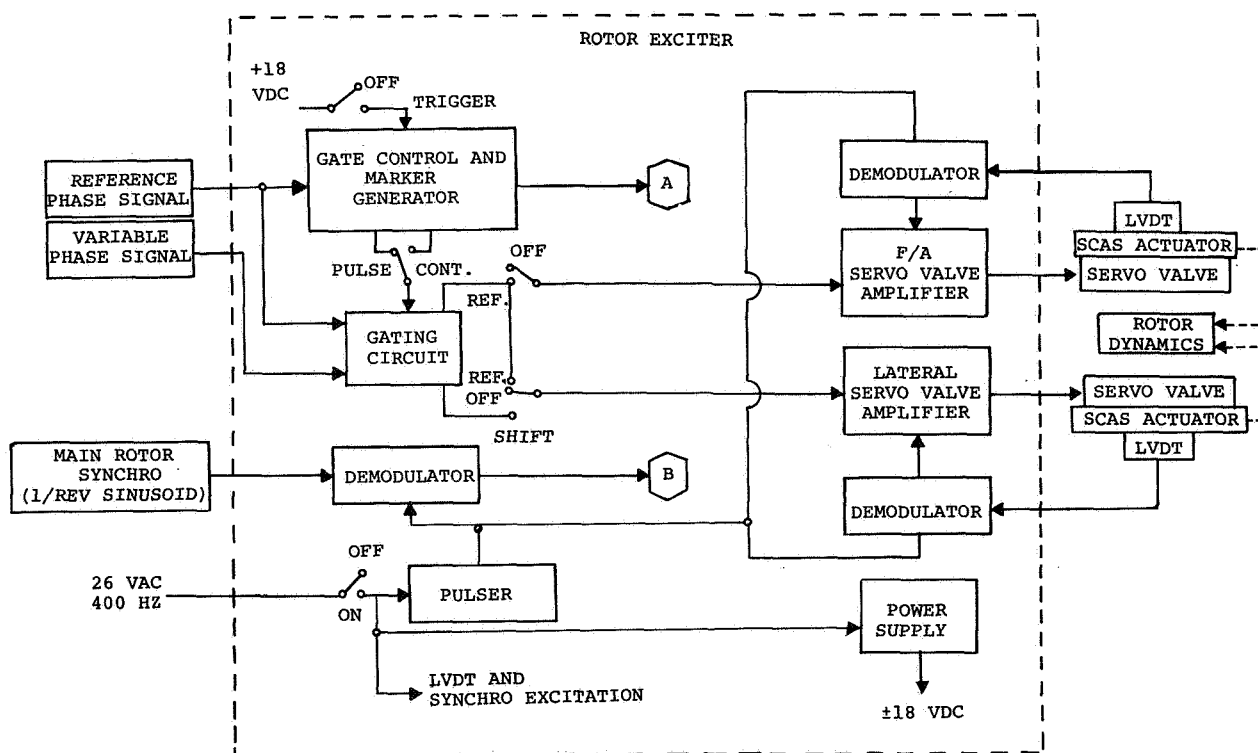 ROTOR EXCITER
+18
VDC
OFF
TRIGGER
GATE CONTROL AND
MARKER
GENERATOR
A
REFERENCE
PHASE SIGNAL
VARIABLE
PHASE SIGNAL
PULSE
CONT.
OFF
REF.
GATING
CIRCUIT
REF.
OFF
SHIFT
DEMODULATOR
F/A
SERVO VALVE
AMPLIFIER
LVDT
SCAS ACTUATOR
SERVO VALVE
ROTOR
DYNAMICS
LATERAL
SERVO VALVE
AMPLIFIER
SERVO VALVE
SCAS ACTUATOR
LVDT
MAIN ROTOR
SYNCHRO
(1/REV SINUSOID)
DEMODULATOR
B
DEMODULATOR
26 VAC
400 HZ
OFF
ON
PULSER
POWER
SUPPLY
LVDT AND
SYNCHRO EXCITATION
±18 VDC